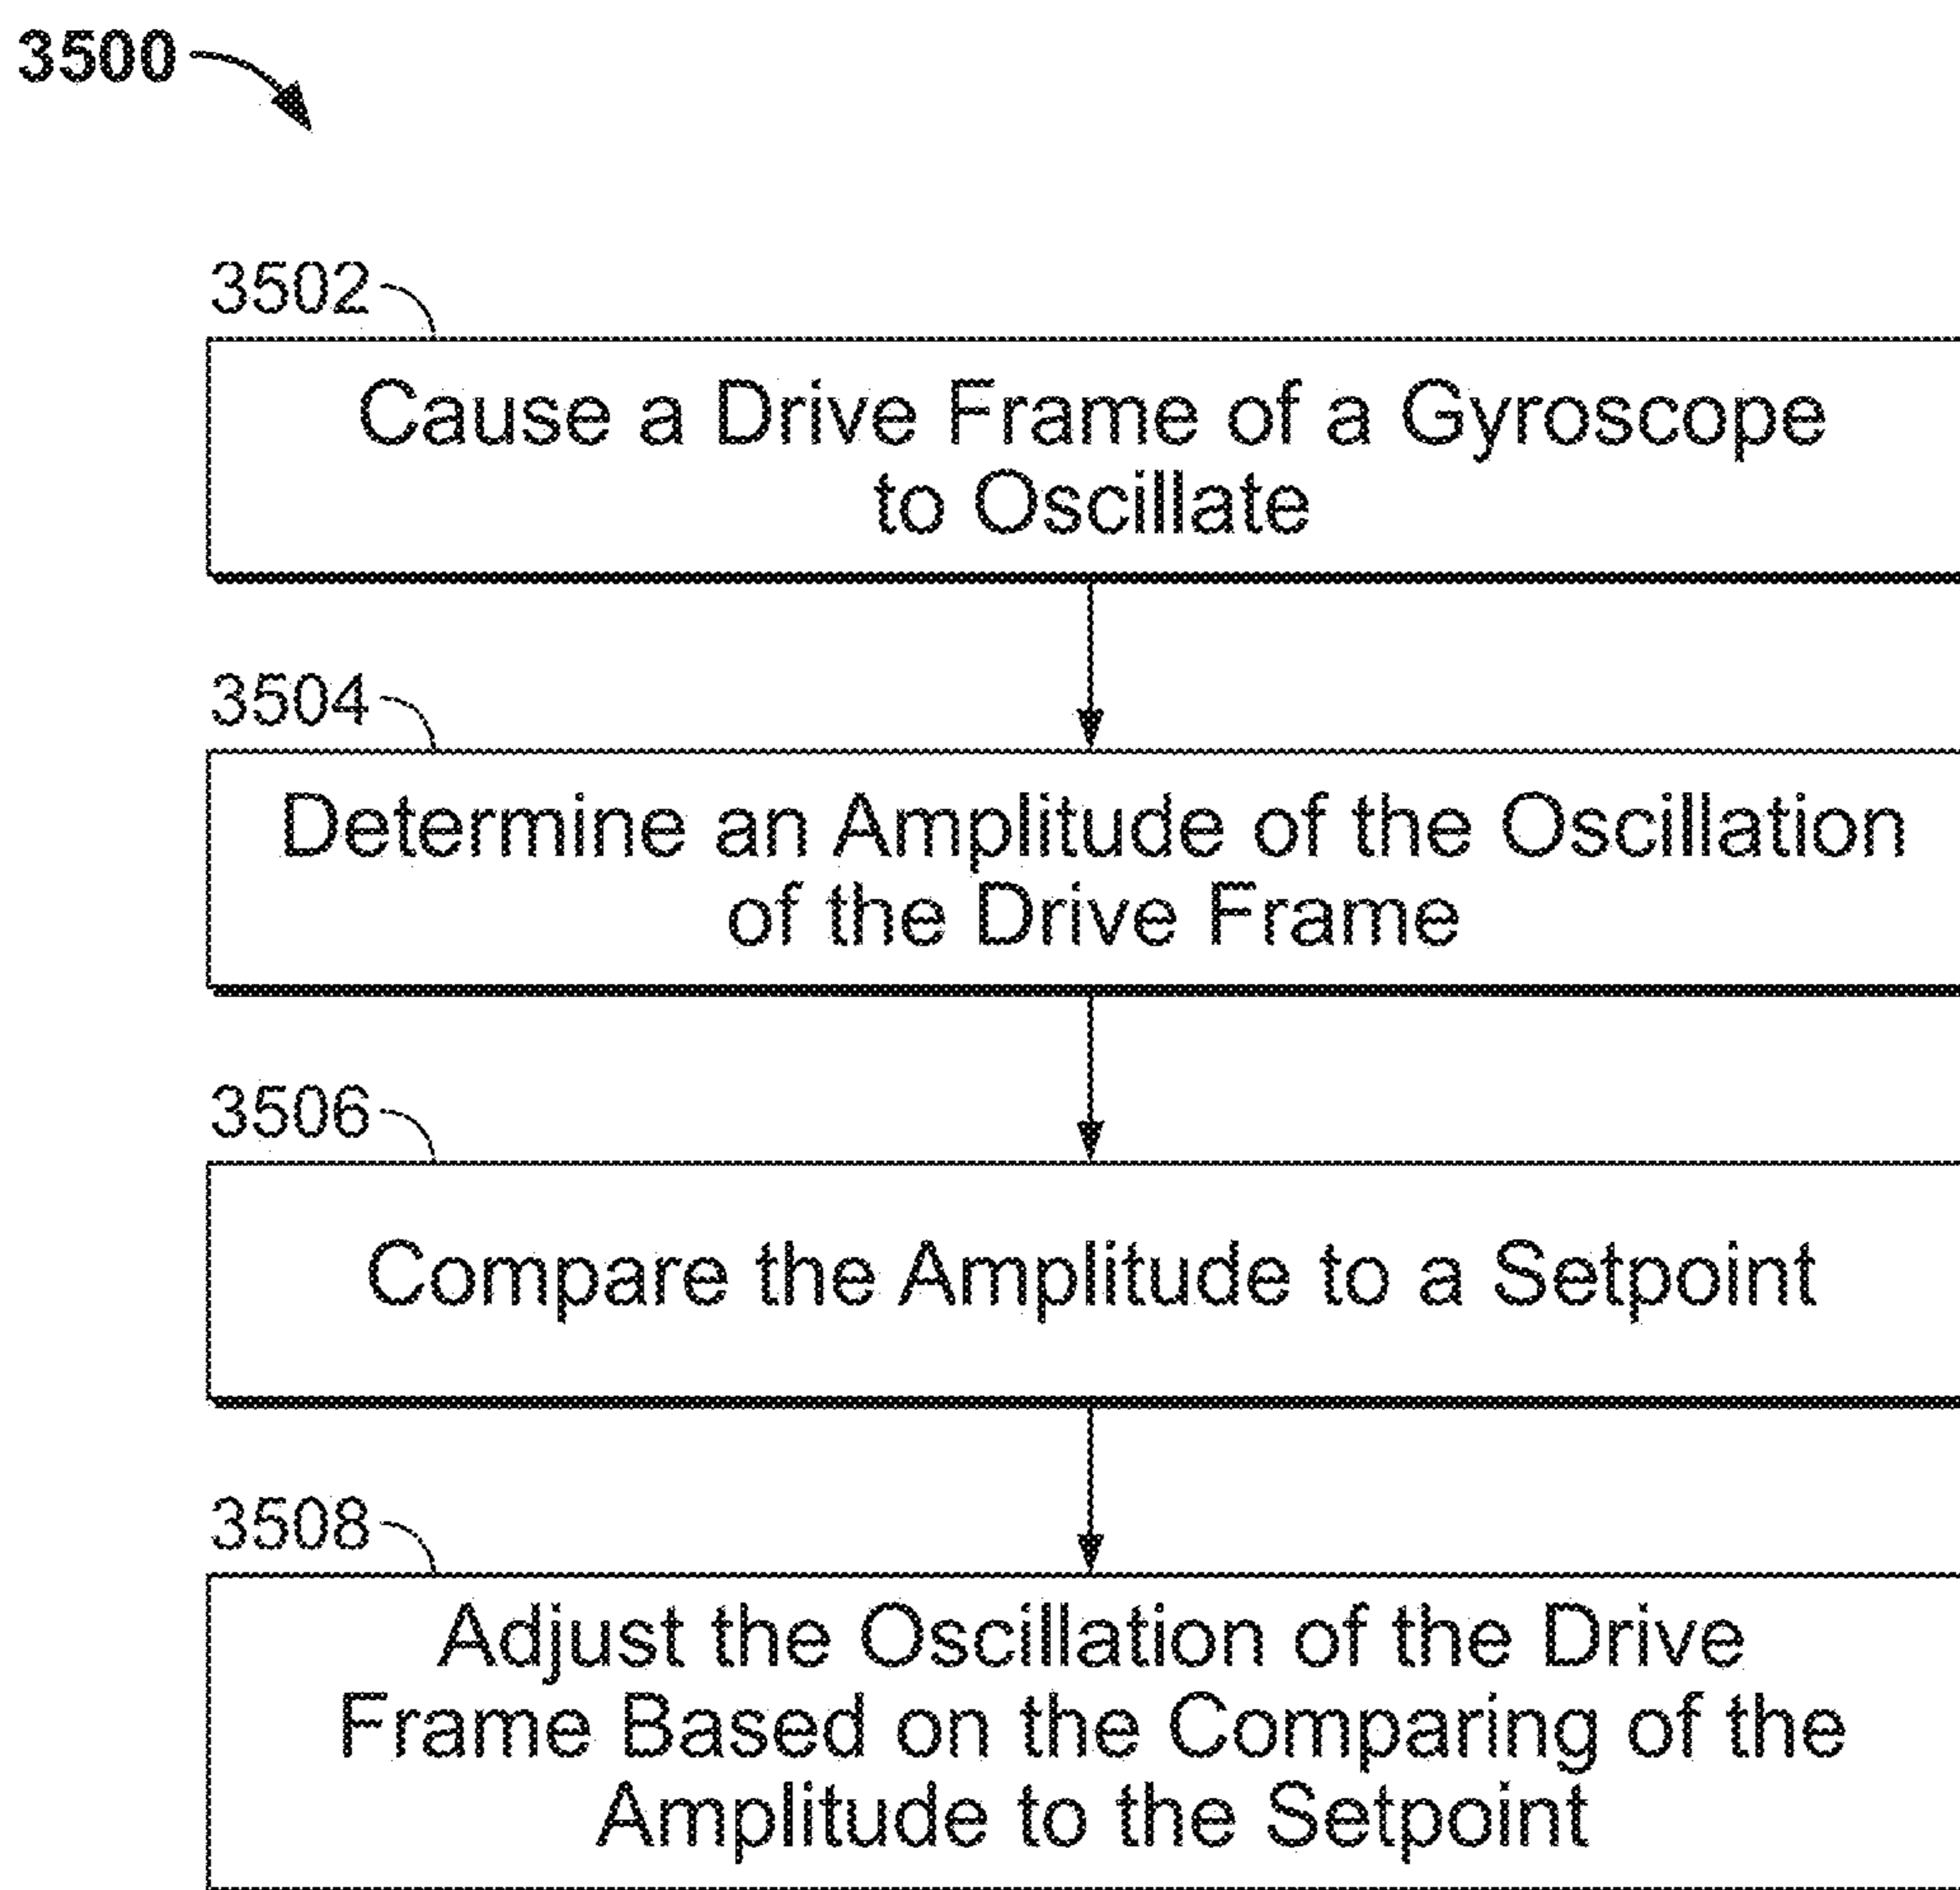 3500
3502
Cause a Drive Frame of a Gyroscope
to Oscillate
3504
Determine an Amplitude of the Oscillation
of the Drive Frame
3506
Compare the Amplitude to a Setpoint
3508
Adjust the Oscillation of the Drive
Frame Based on the Comparing of the
Amplitude to the Setpoint